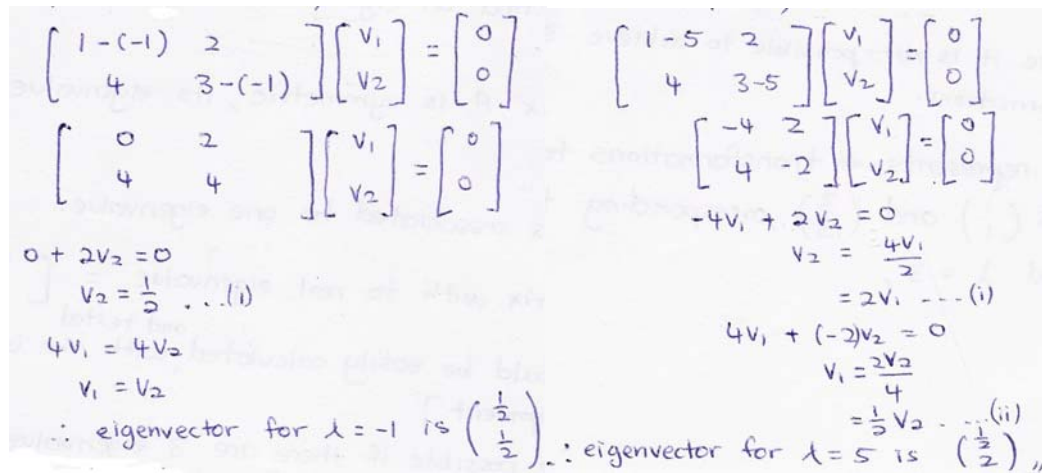 [ 1-(-1) 2 ] [ V₁ ] = [ 0 ]
[ 4 3-(-1) ] [ V₂ ] [ 0 ]
[ 0 2 ] [ V₁ ] = [ 0 ]
[ 4 4 ] [ V₂ ] [ 0 ]
0 + 2V₂ = 0
V₂ = 1/2 ...(i)
4V₁ = 4V₂
V₁ = V₂
∴ eigenvector for λ = -1 is ( 1/2 1/2 )
[ 1-5 2 ] [ V₁ ] = [ 0 ]
[ 4 3-5 ] [ V₂ ] [ 0 ]
[ -4 2 ] [ V₁ ] = [ 0 ]
[ 4 -2 ] [ V₂ ] [ 0 ]
-4V₁ + 2V₂ = 0
V₂ = 4V₁/2
= 2V₁ ....(i)
4V₁ + (-2)V₂ = 0
V₁ = 2V₂/4
= 1/2 V₂ ....(ii)
∴ eigenvector for λ = 5 is ( 1/2 2 ) ,,